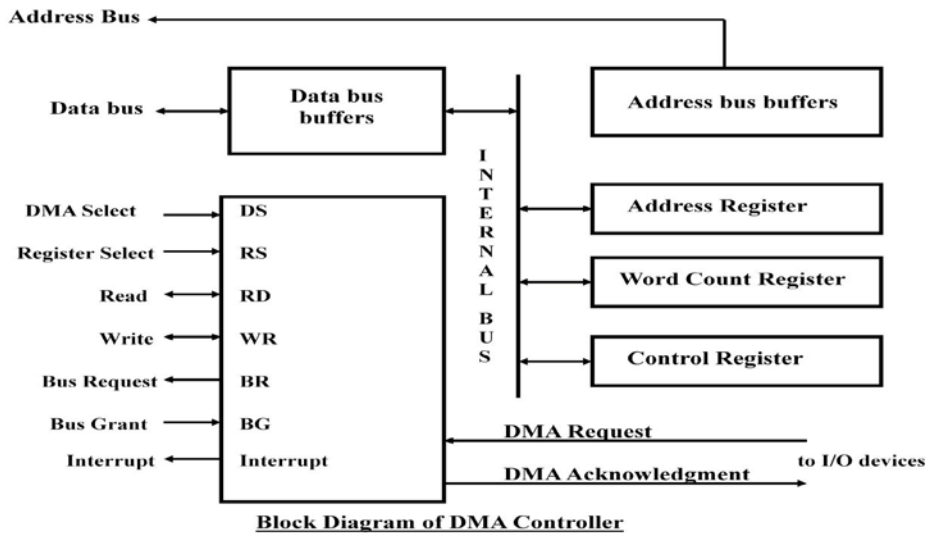 Address Bus
Data bus
Data bus
buffers
Address bus buffers
INTERNAL BUS
DMA Select
DS
Address Register
Register Select
RS
Read
RD
Word Count Register
Write
WR
Bus Request
BR
Control Register
Bus Grant
BG
DMA Request
Interrupt
Interrupt
to I/O devices
DMA Acknowledgment
Block Diagram of DMA Controller